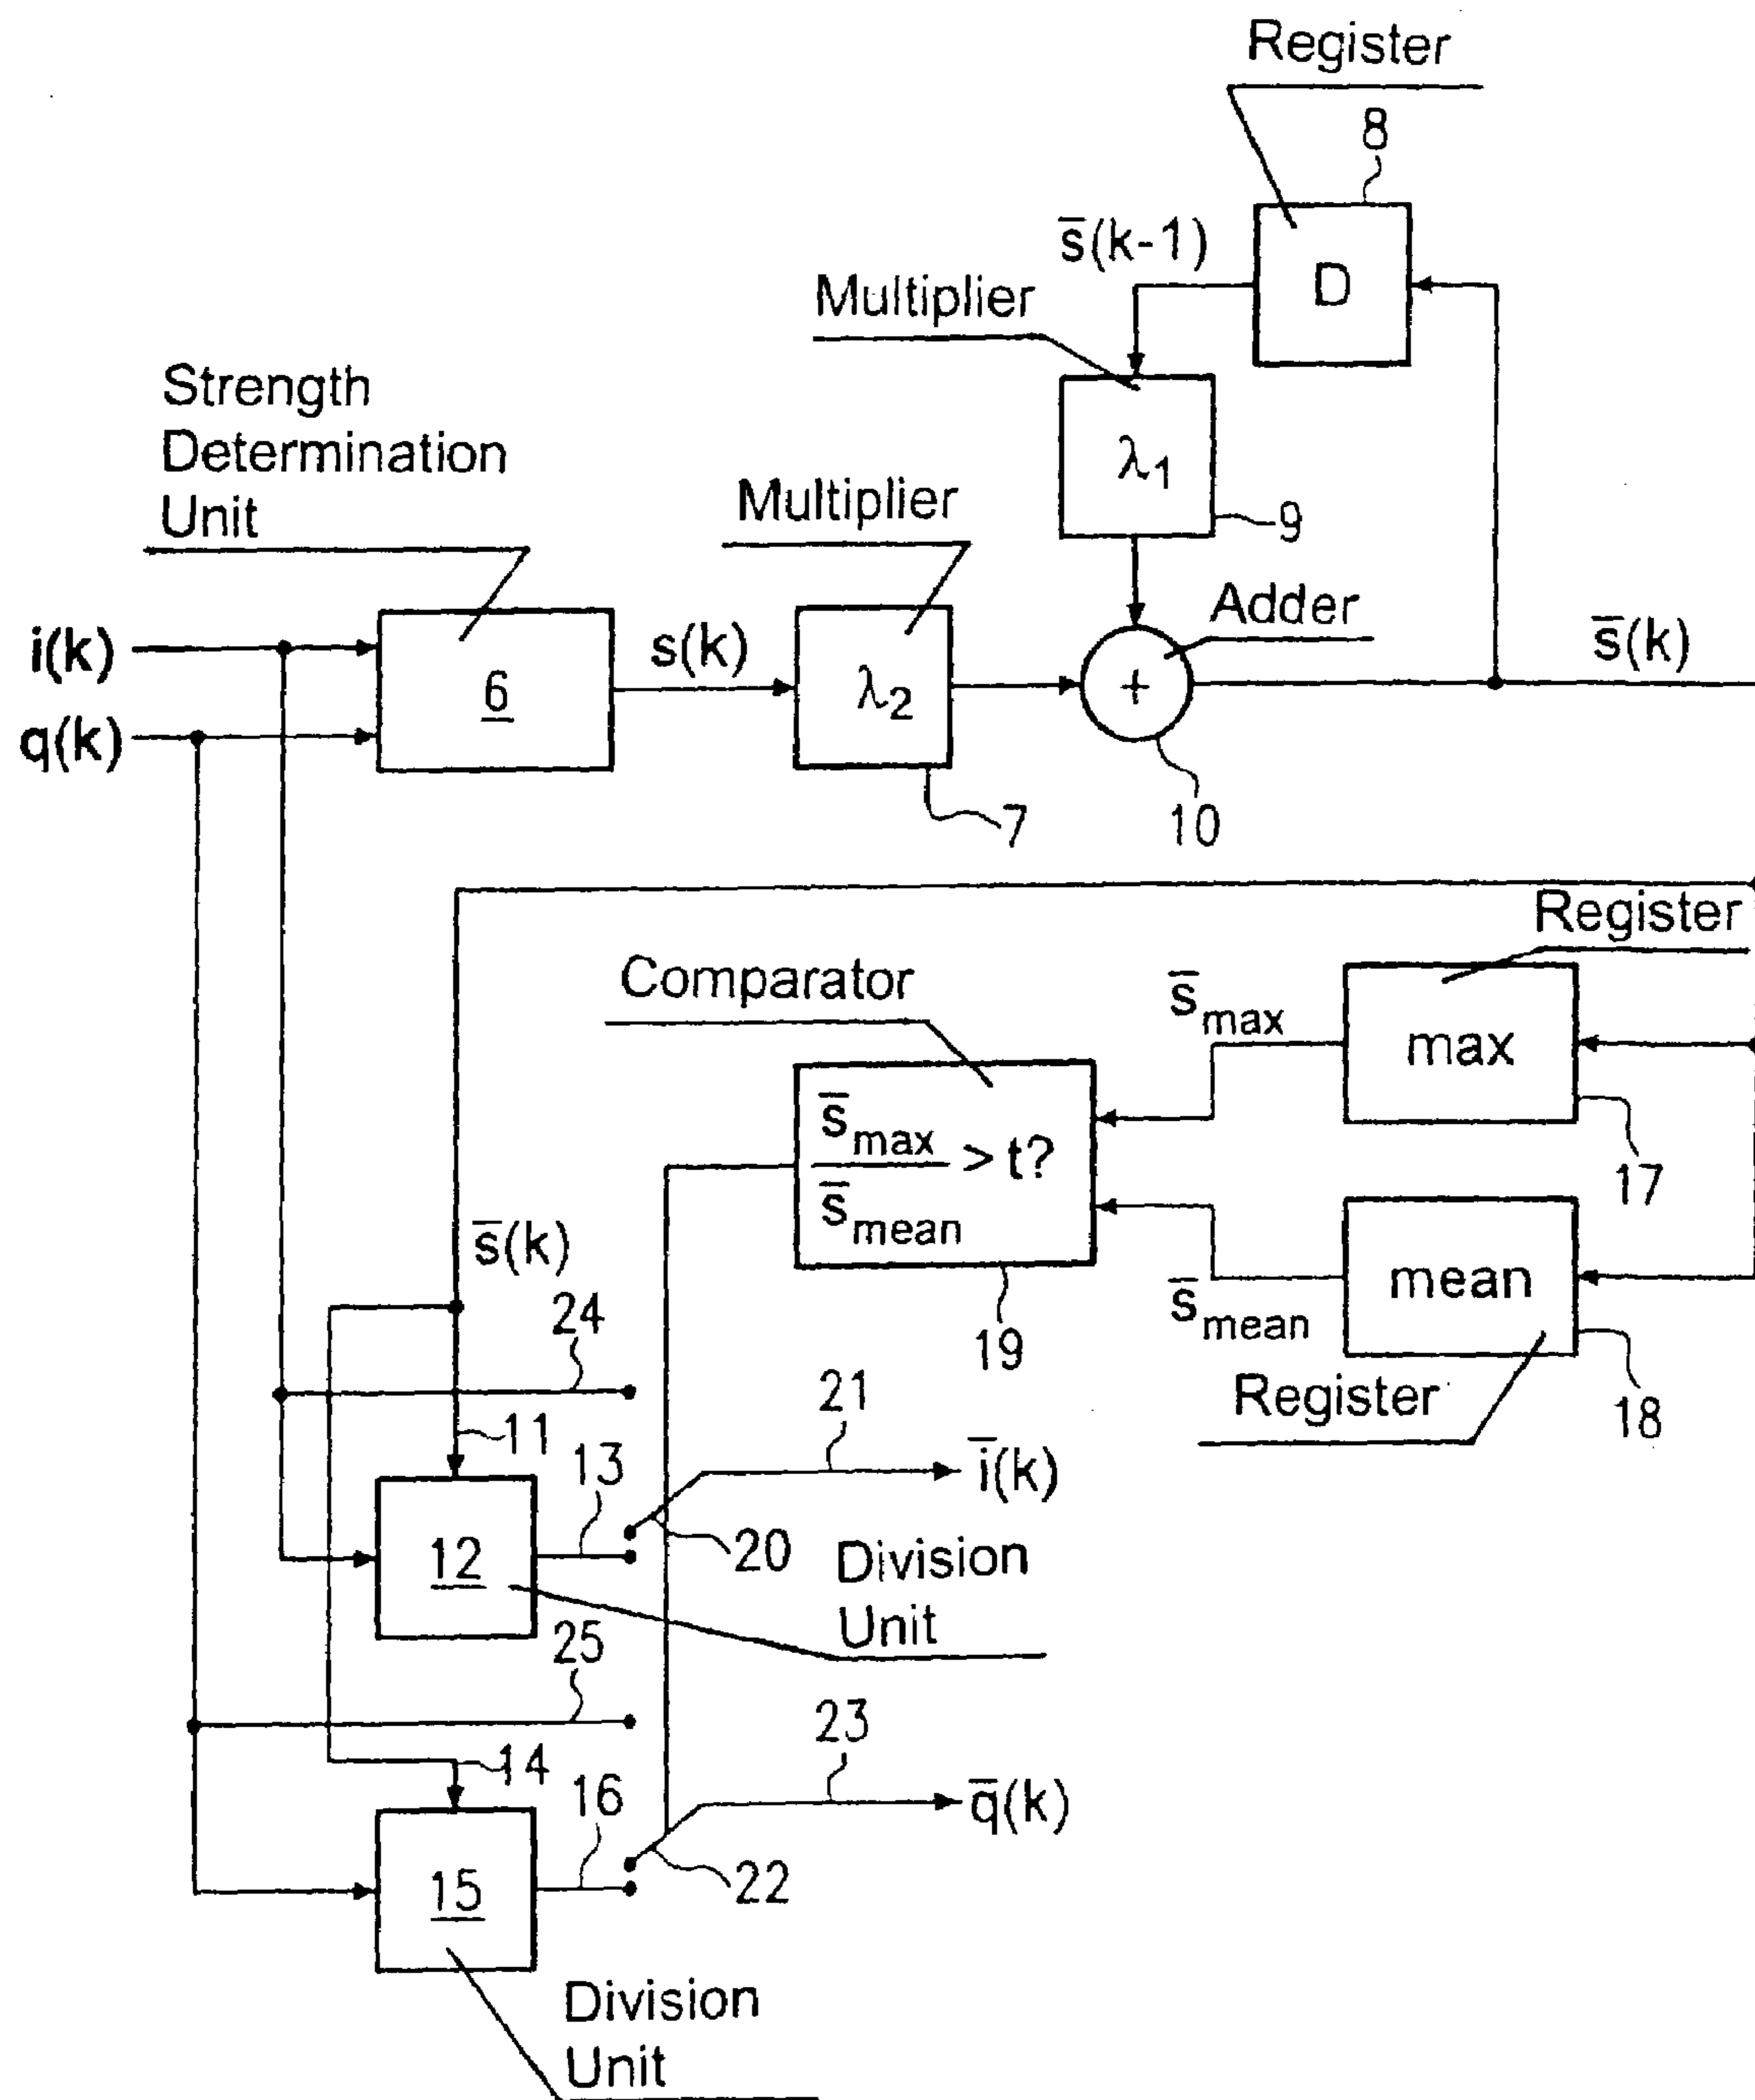 Register
8
s̅(k-1)
D
Multiplier
Strength
Determination
Unit
λ1
9
Multiplier
Adder
i(k)
q(k)
6
s(k)
λ2
+
s̅(k)
7
10
Register
Comparator
s̅max
max
s̅max
> t?
s̅mean
17
s̅(k)
mean
s̅mean
19
18
24
Register
21
11
13
i̅(k)
12
20
Division
Unit
25
23
14
16
q̅(k)
15
22
Division
Unit